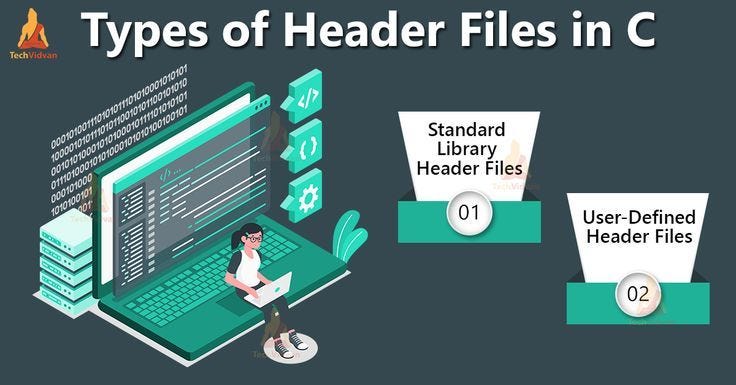 Types of Header Files in C
TechVidvan
Standard
Library
Header Files
01
User-Defined
Header Files
02